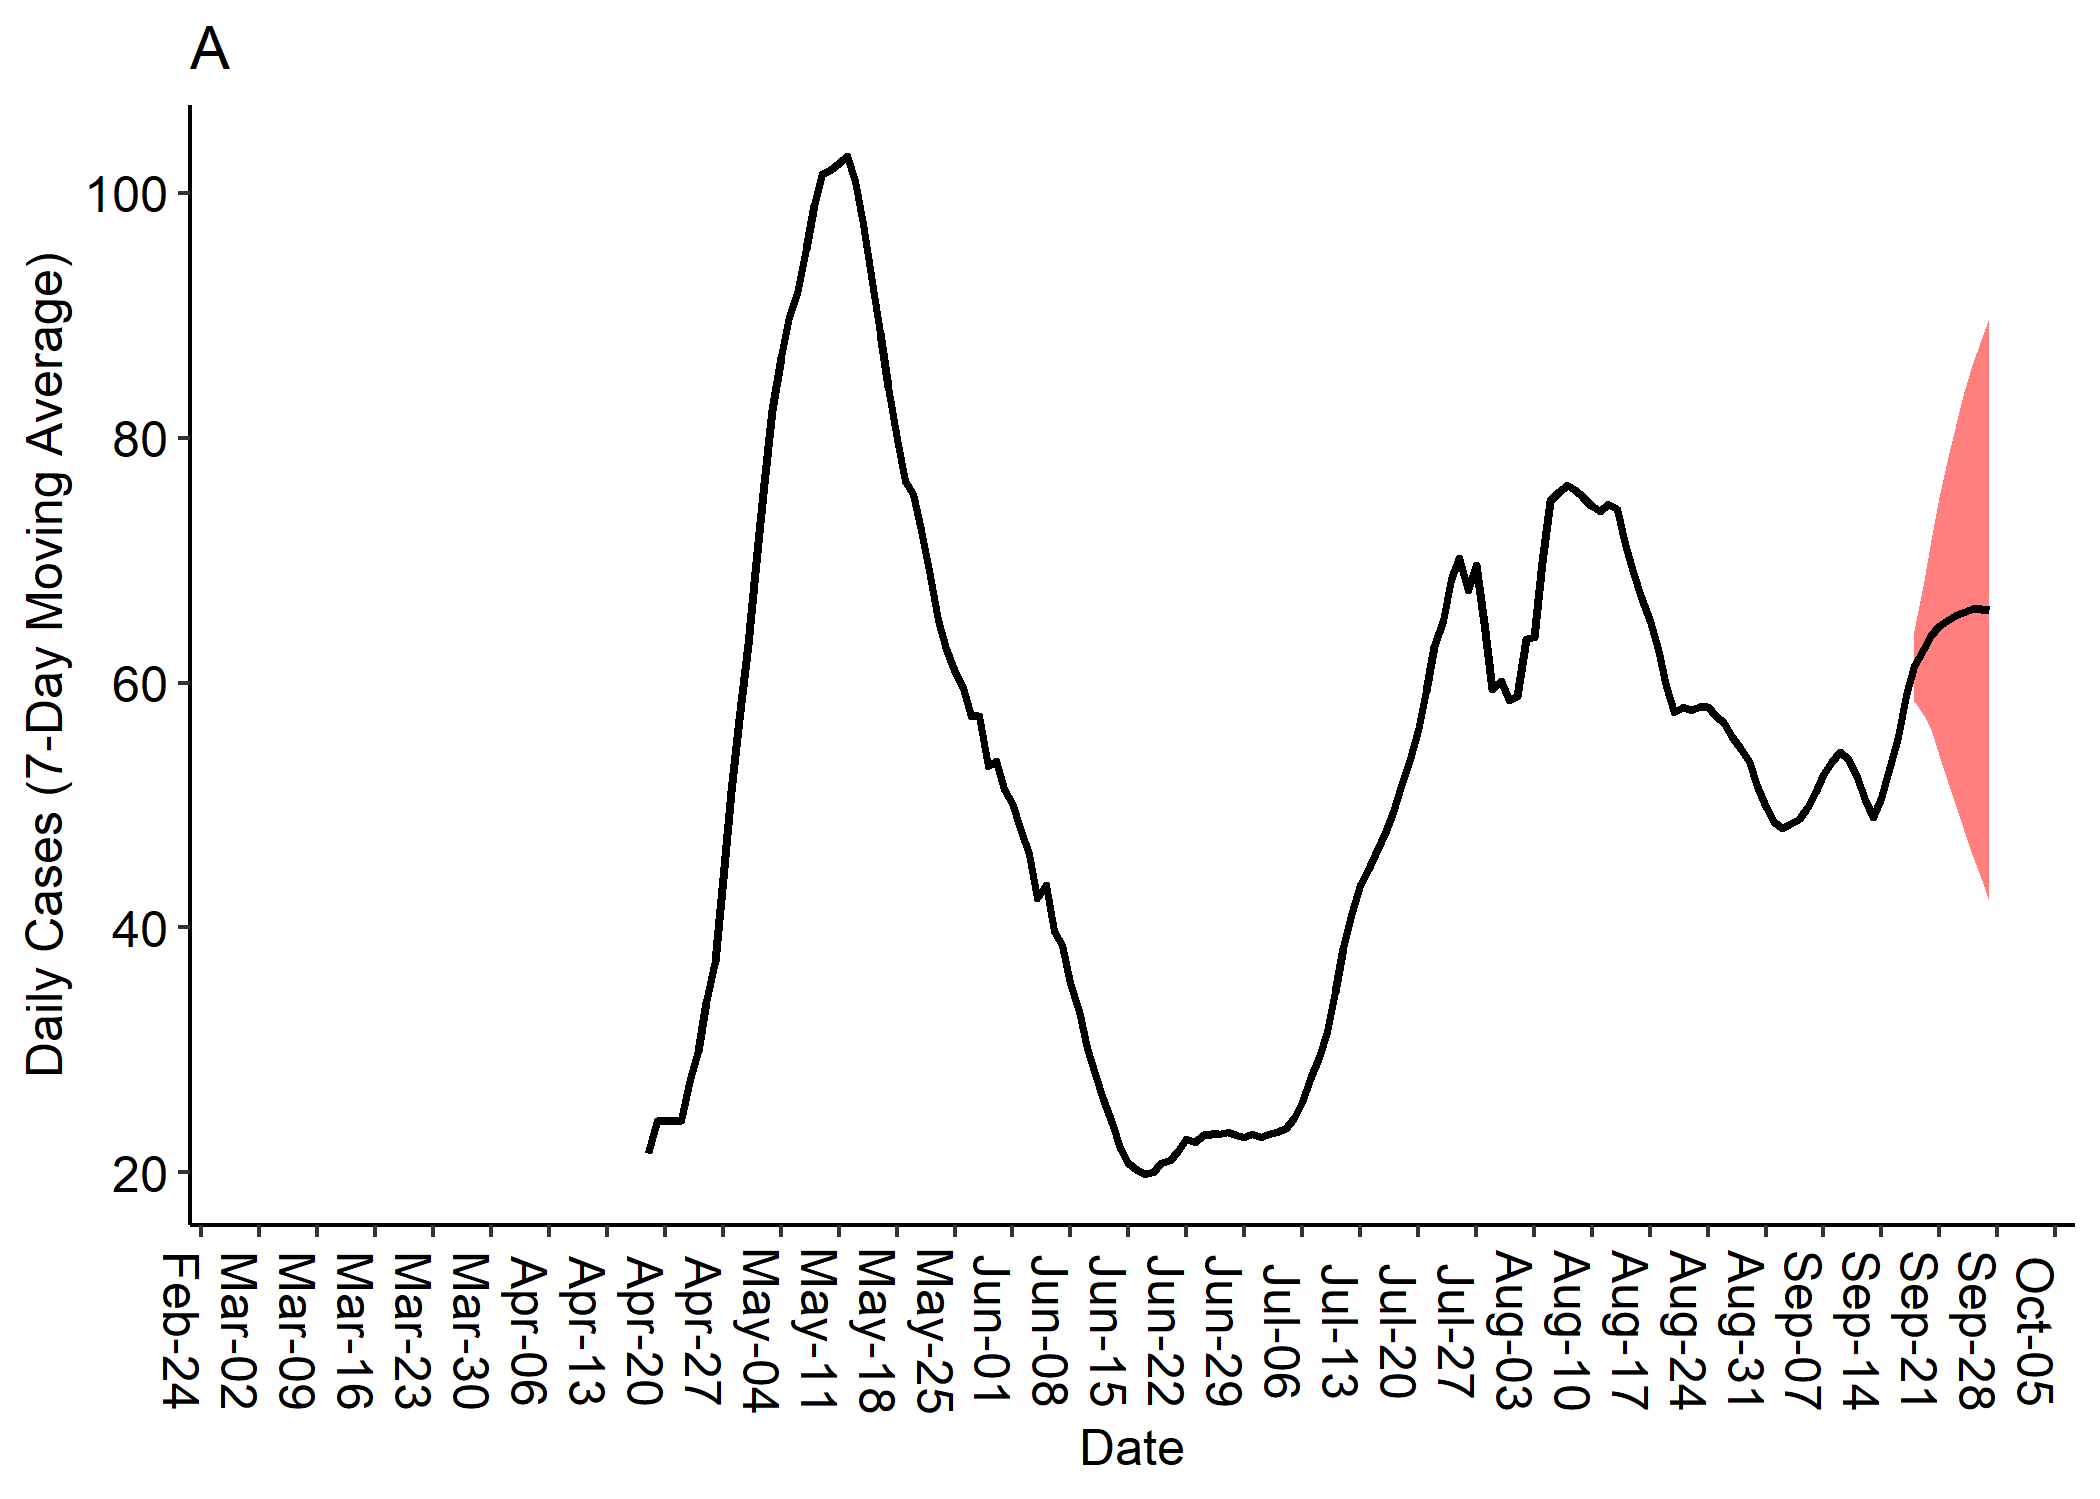 A
Daily Cases (7-Day Moving Average)
100
80
60
40
20
Feb-24
Mar-02
Mar-09
Mar-16
Mar-23
Mar-30
Apr-06
Apr-13
Apr-20
Apr-27
May-04
May-11
May-18
May-25
Jun-01
Jun-08
Jun-15
Jun-22
Jun-29
Jul-06
Jul-13
Jul-20
Jul-27
Aug-03
Aug-10
Aug-17
Aug-24
Aug-31
Sep-07
Sep-14
Sep-21
Sep-28
Oct-05
Date